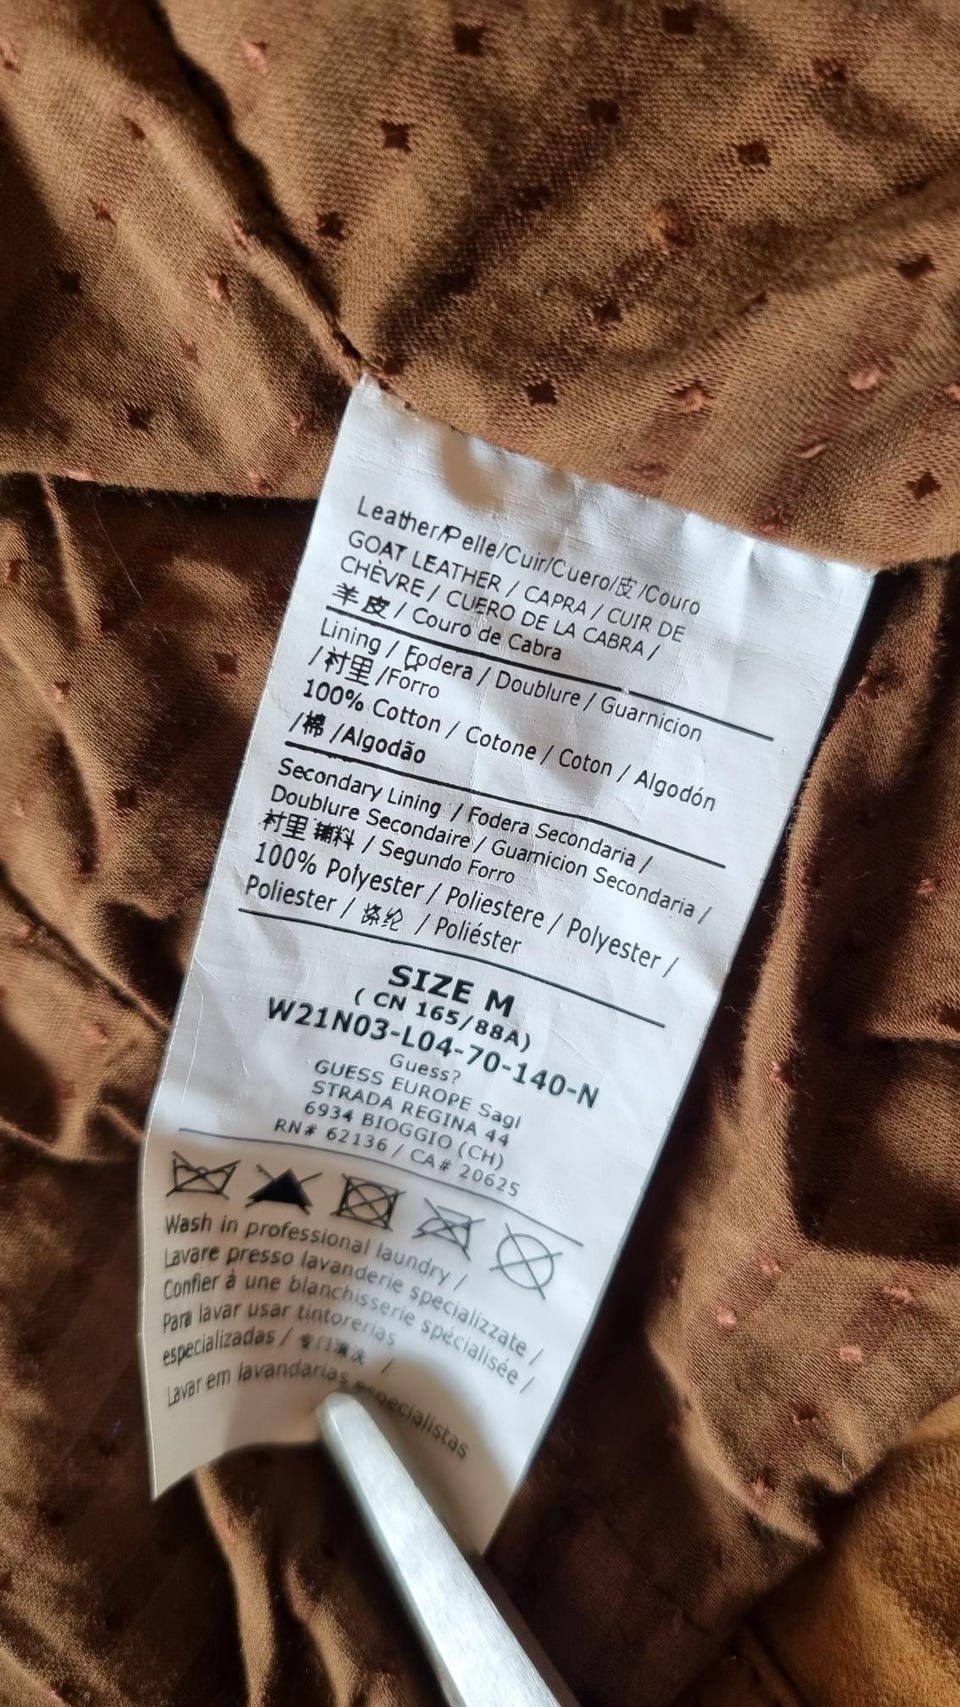 Leather/Pelle/Cuir/Cuero/皮/Couro
GOAT LEATHER / CAPRA / CUIR DE
CHÈVRE / CUERO DE LA CABRA /
羊皮 / Couro de Cabra
Lining / Fodera / Doublure / Guarnicion
/衬里 /Forro
100% Cotton / Cotone / Coton / Algodón
/棉 /Algodão
Secondary Lining / Fodera Secondaria /
Doublure Secondaire / Guarnicion Secundaria /
衬里 辅料 / Segundo Forro
100% Polyester / Poliestere / Polyester /
Poliester / 涤纶 / Poliéster
SIZE M
( CN 165/88A)
W21N03-L04-70-140-N
Guess?
GUESS EUROPE Sagl
STRADA REGINA 44
6934 BIOGGIO (CH)
RN# 62136 / CA# 20625
Wash in professional laundry /
Lavare presso lavanderie specializzate /
Confier à une blanchisserie spécialisée /
Para lavar usar tintorerias
especializadas / 专门清洗 /
Lavar em lavandarias especialistas